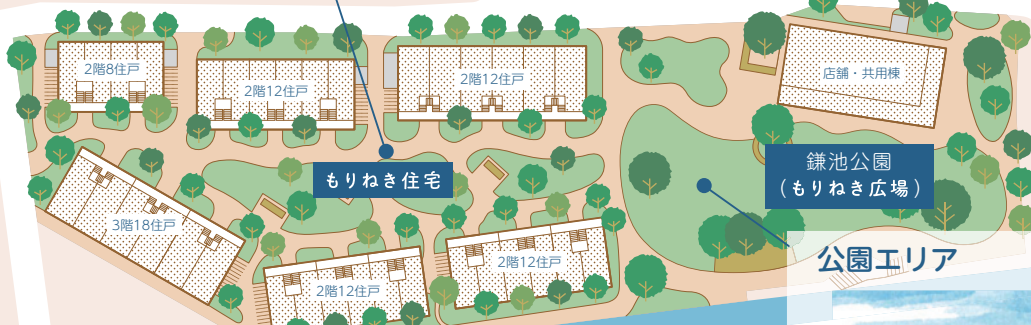 2階8住戸
2階12住戸
2階12住戸
店舗・共用棟
もりねき住宅
鎌池公園
(もりねき広場)
3階18住戸
2階12住戸
2階12住戸
公園エリア